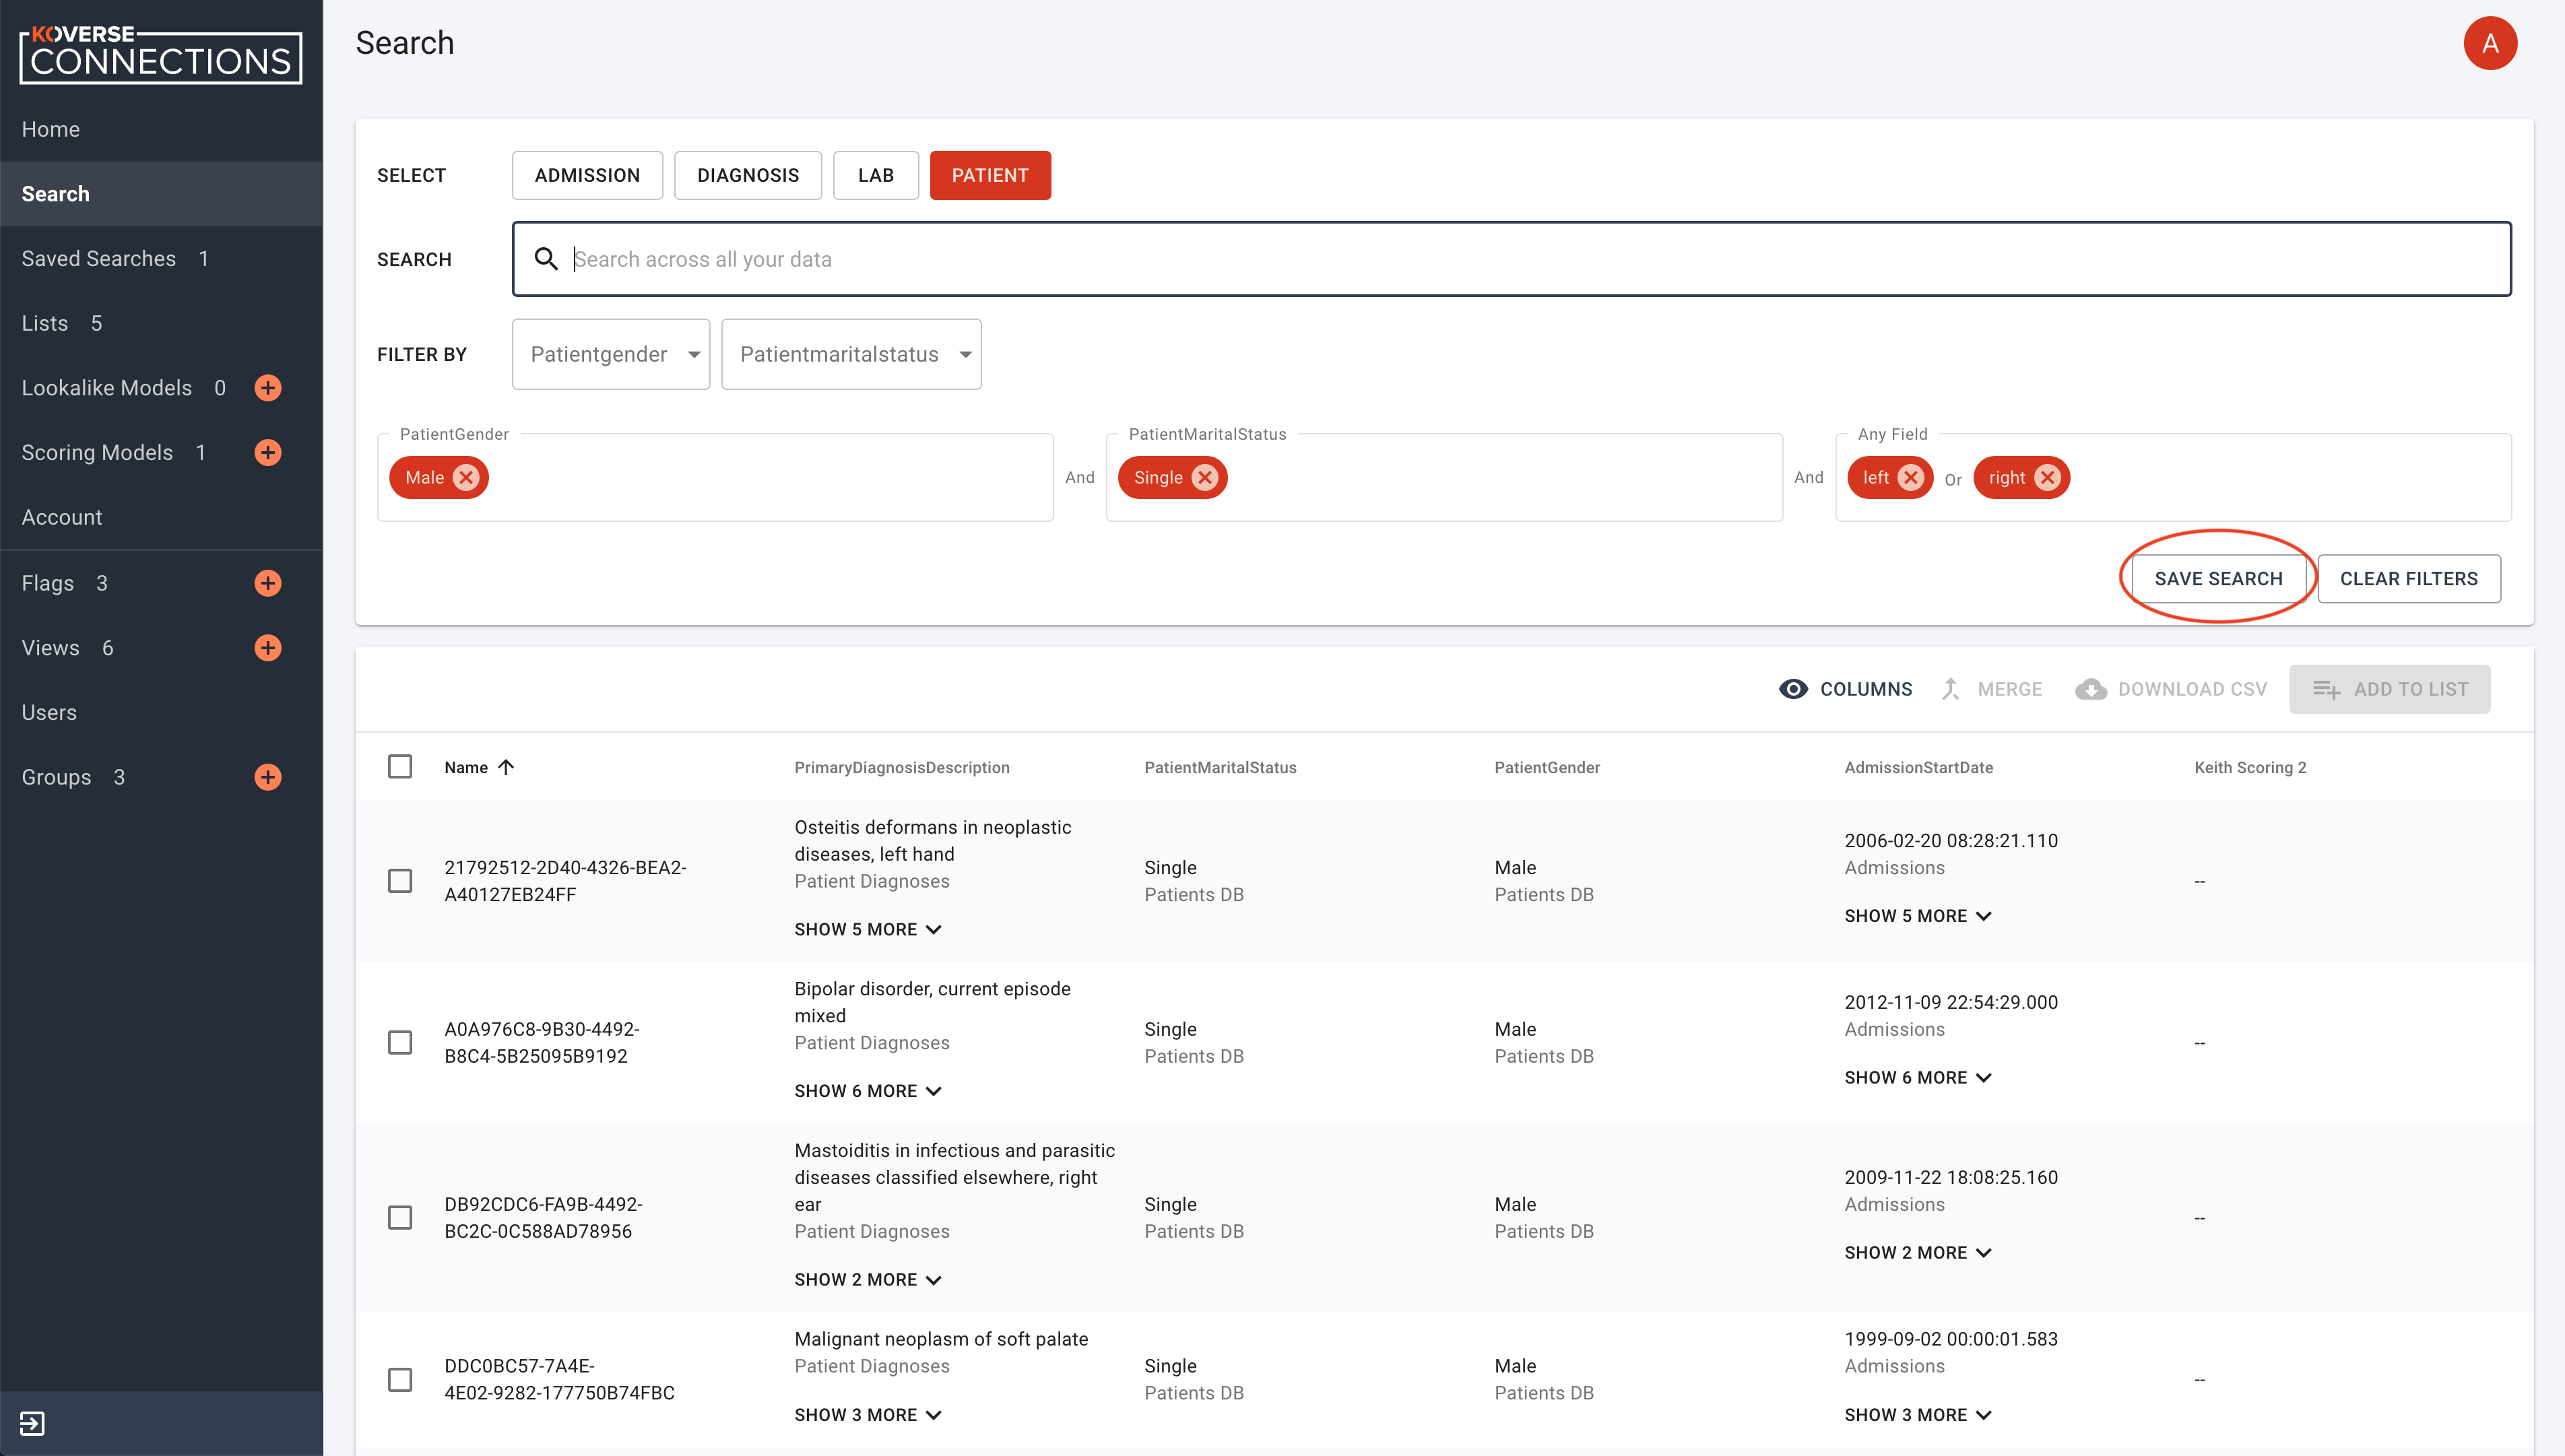 KOVERSE
CONNECTIONS
Home
Search
Saved Searches 1
Lists 5
Lookalike Models 0
Scoring Models 1
Account
Flags 3
Views 6
Users
Groups 3
Search
A
SELECT ADMISSION DIAGNOSIS LAB PATIENT
SEARCH Search across all your data
FILTER BY Patientgender Patientmaritalstatus
PatientGender PatientMaritalStatus Any Field
Male And Single And left Or right
SAVE SEARCH CLEAR FILTERS
COLUMNS MERGE DOWNLOAD CSV ADD TO LIST
Name PrimaryDiagnosisDescription PatientMaritalStatus PatientGender AdmissionStartDate Keith Scoring 2
21792512-2D40-4326-BEA2-
A40127EB24FF
Osteitis deformans in neoplastic
diseases, left hand
Patient Diagnoses
SHOW 5 MORE
Single
Patients DB
Male
Patients DB
2006-02-20 08:28:21.110
Admissions
SHOW 5 MORE
--
A0A976C8-9B30-4492-
B8C4-5B25095B9192
Bipolar disorder, current episode
mixed
Patient Diagnoses
SHOW 6 MORE
Single
Patients DB
Male
Patients DB
2012-11-09 22:54:29.000
Admissions
SHOW 6 MORE
--
DB92CDC6-FA9B-4492-
BC2C-0C588AD78956
Mastoiditis in infectious and parasitic
diseases classified elsewhere, right
ear
Patient Diagnoses
SHOW 2 MORE
Single
Patients DB
Male
Patients DB
2009-11-22 18:08:25.160
Admissions
SHOW 2 MORE
--
DDC0BC57-7A4E-
4E02-9282-177750B74FBC
Malignant neoplasm of soft palate
Patient Diagnoses
SHOW 3 MORE
Single
Patients DB
Male
Patients DB
1999-09-02 00:00:01.583
Admissions
SHOW 3 MORE
--